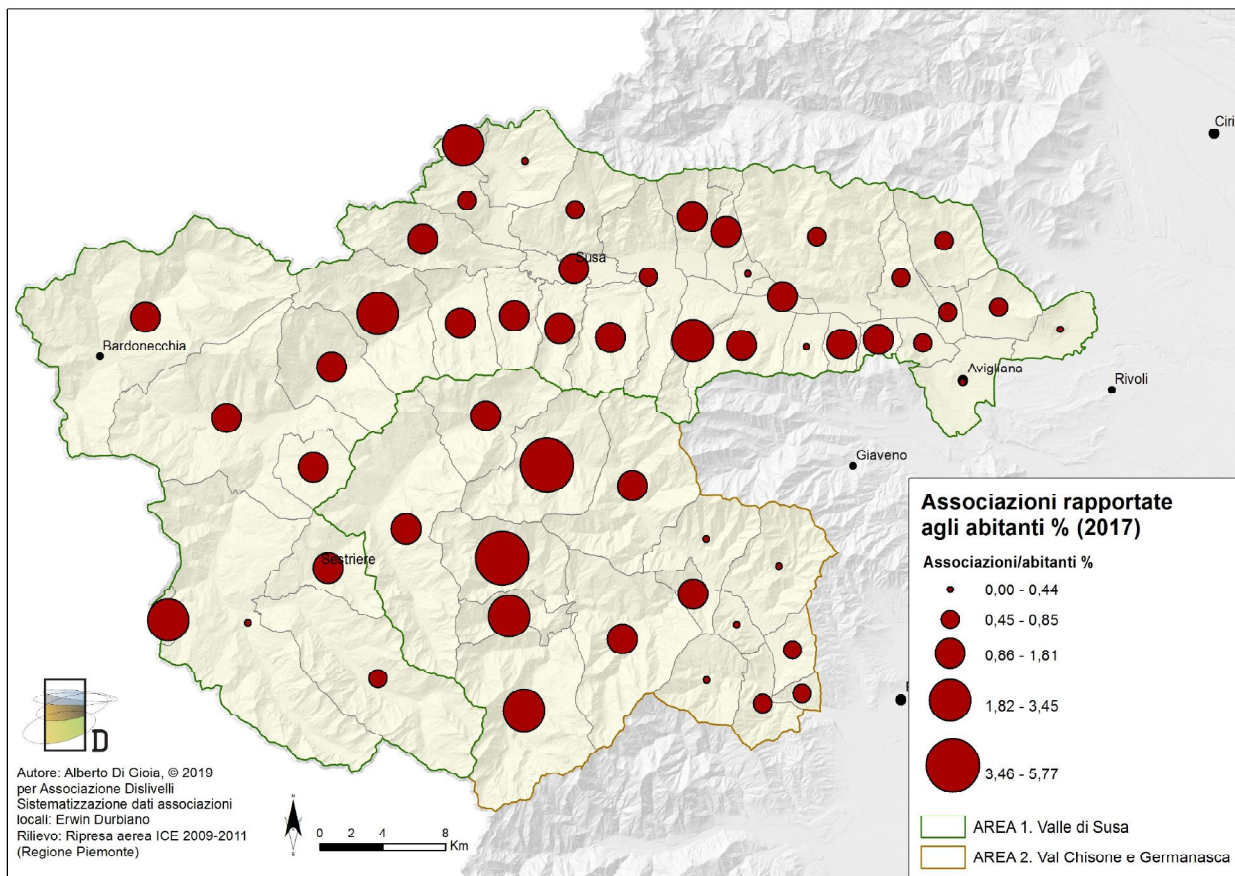 Ciri
Susa
Bardonecchia
Avigliana
Rivoli
Giaveno
Sestriere
Associazioni rapportate
agli abitanti % (2017)
Associazioni/abitanti %
0,00 - 0,44
0,45 - 0,85
0,86 - 1,81
1,82 - 3,45
3,46 - 5,77
AREA 1. Valle di Susa
AREA 2. Val Chisone e Germanasca
D
Autore: Alberto Di Gioia, © 2019
per Associazione Dislivelli
Sistematizzazione dati associazioni
locali: Erwin Durbiano
Rilievo: Ripresa aerea ICE 2009-2011
(Regione Piemonte)
N
0 4 8
Km